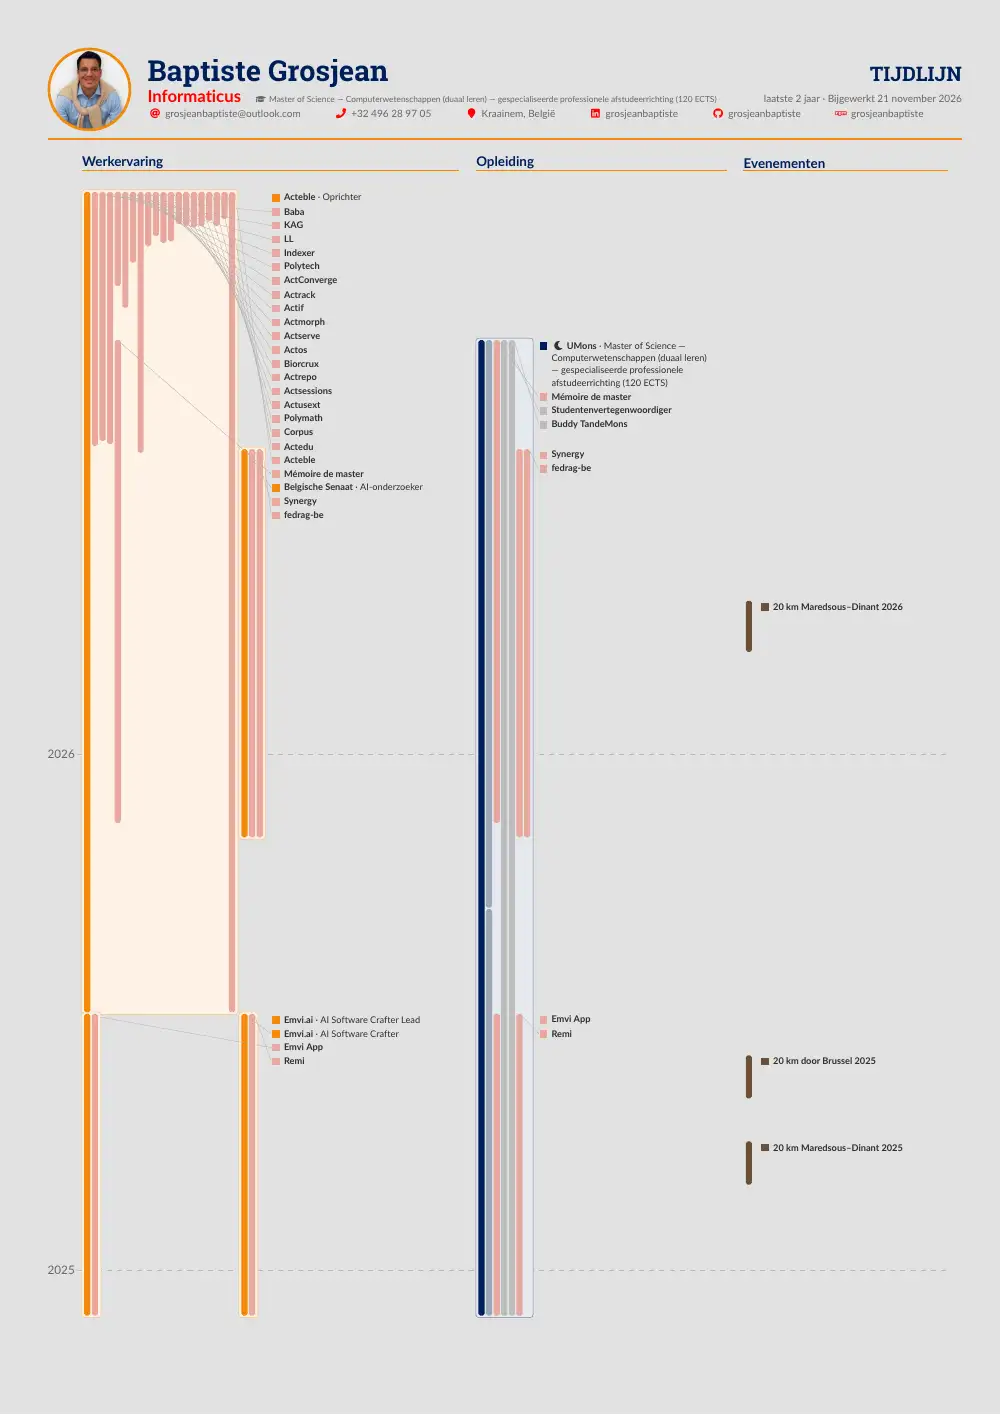 Baptiste Grosjean
TIJDLIJN
Informaticus
Master of Science — Computerwetenschappen (duaal leren) — gespecialiseerde professionele afstudeerrichting (120 ECTS)
laatste 2 jaar · Bijgewerkt 21 november 2026
grosjeanbaptiste@outlook.com
+32 496 28 97 05
Kraainem, België
grosjeanbaptiste
grosjeanbaptiste
grosjeanbaptiste
Werkervaring
Acteble · Oprichter
Baba
KAG
LL
Indexer
Polytech
ActConverge
Actrack
Actif
Actmorph
Actserve
Actos
Biorcrux
Actrepo
Actsessions
Actusext
Polymath
Corpus
Actedu
Acteble
Mémoire de master
Belgische Senaat · AI-onderzoeker
Synergy
fedrag-be
2026
Emvi.ai · AI Software Crafter Lead
Emvi.ai · AI Software Crafter
Emvi App
Remi
2025
Opleiding
UMons · Master of Science —
Computerwetenschappen (duaal leren)
— gespecialiseerde professionele
afstudeerrichting (120 ECTS)
Mémoire de master
Studentenvertegenwoordiger
Buddy TandeMons
Synergy
fedrag-be
Emvi App
Remi
Evenementen
20 km Maredsous–Dinant 2026
20 km door Brussel 2025
20 km Maredsous–Dinant 2025